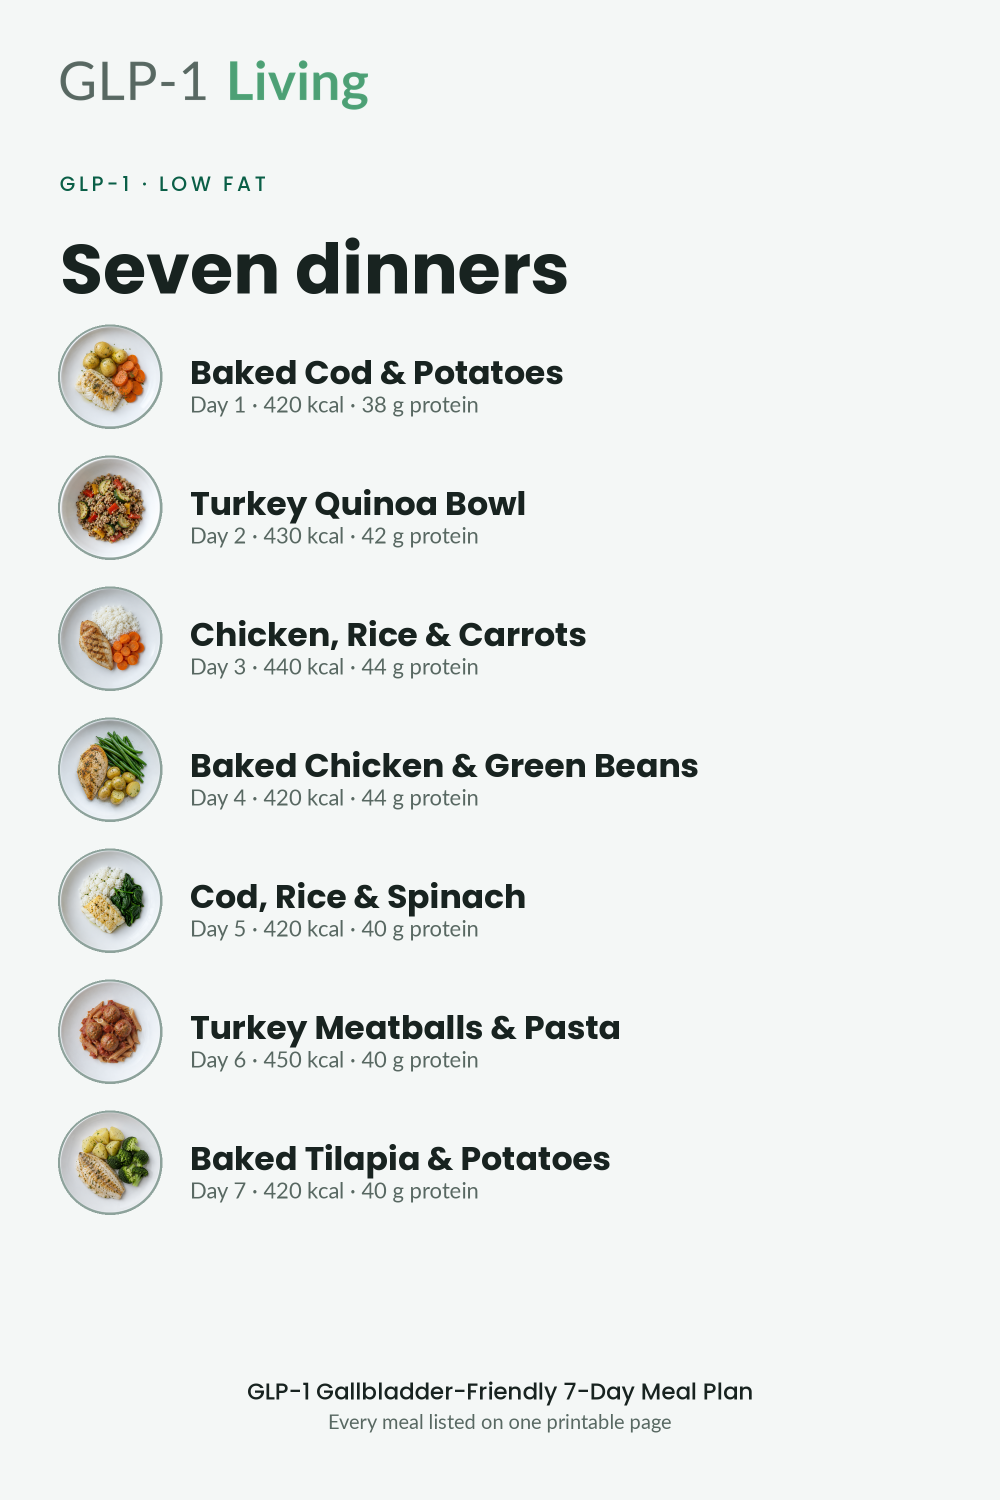 GLP-1 Living
GLP-1 · LOW FAT
Seven dinners
Baked Cod & Potatoes
Day 1 · 420 kcal · 38 g protein
Turkey Quinoa Bowl
Day 2 · 430 kcal · 42 g protein
Chicken, Rice & Carrots
Day 3 · 440 kcal · 44 g protein
Baked Chicken & Green Beans
Day 4 · 420 kcal · 44 g protein
Cod, Rice & Spinach
Day 5 · 420 kcal · 40 g protein
Turkey Meatballs & Pasta
Day 6 · 450 kcal · 40 g protein
Baked Tilapia & Potatoes
Day 7 · 420 kcal · 40 g protein
GLP-1 Gallbladder-Friendly 7-Day Meal Plan
Every meal listed on one printable page